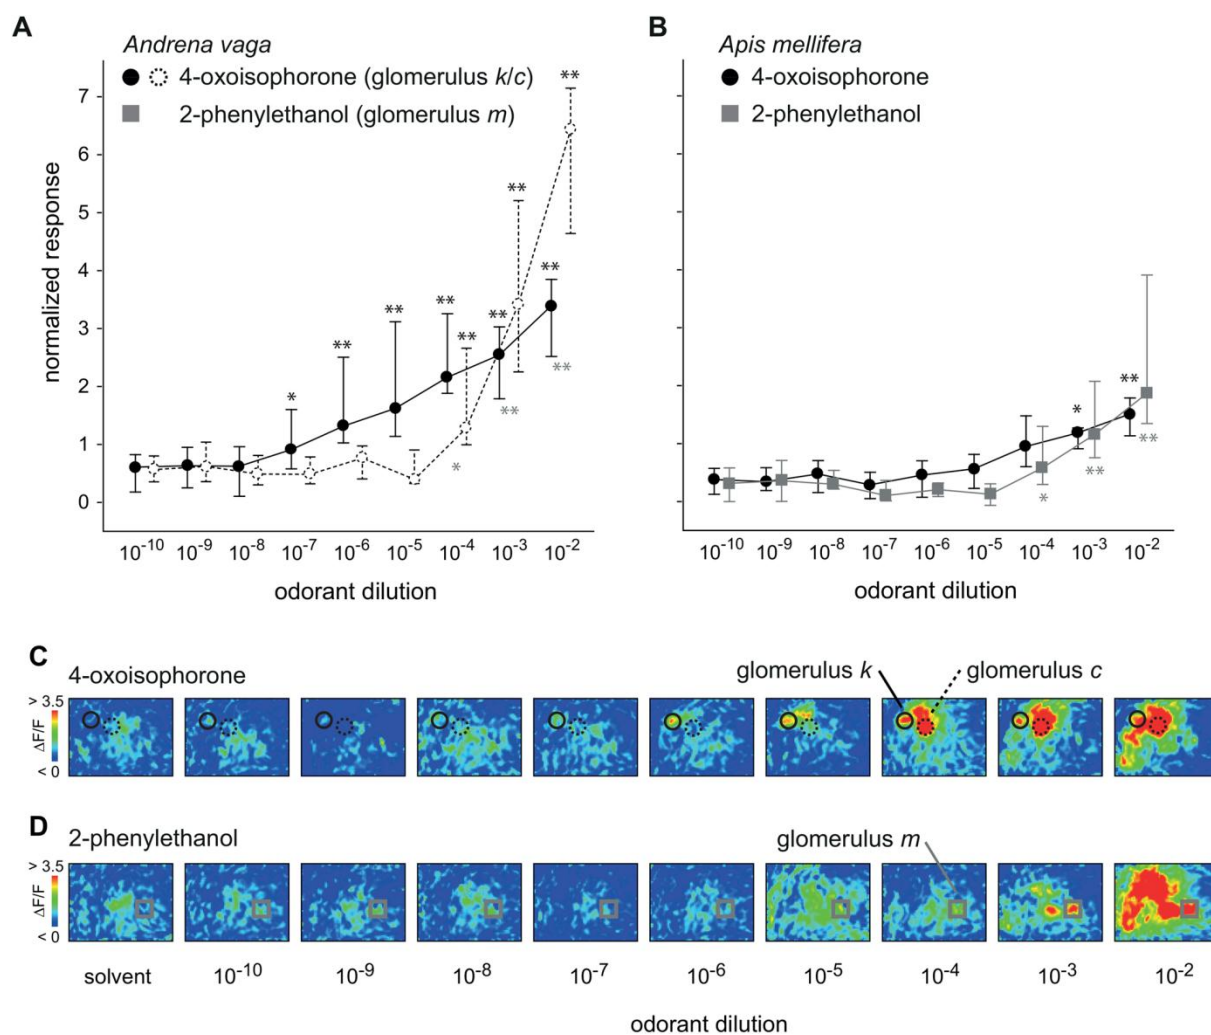 A
Andrena vaga
4-oxoisophorone (glomerulus k/c)
2-phenylethanol (glomerulus m)
normalized response
7
6
5
4
3
2
1
0
* ** ** ** ** ** ** ** **
* ** **
10⁻¹⁰ 10⁻⁹ 10⁻⁸ 10⁻⁷ 10⁻⁶ 10⁻⁵ 10⁻⁴ 10⁻³ 10⁻²
odorant dilution
B
Apis mellifera
4-oxoisophorone
2-phenylethanol
* **
* ** **
10⁻¹⁰ 10⁻⁹ 10⁻⁸ 10⁻⁷ 10⁻⁶ 10⁻⁵ 10⁻⁴ 10⁻³ 10⁻²
odorant dilution
C
4-oxoisophorone
glomerulus k glomerulus c
> 3.5
ΔF/F
< 0
D
2-phenylethanol
glomerulus m
> 3.5
ΔF/F
< 0
solvent 10⁻¹⁰ 10⁻⁹ 10⁻⁸ 10⁻⁷ 10⁻⁶ 10⁻⁵ 10⁻⁴ 10⁻³ 10⁻²
odorant dilution